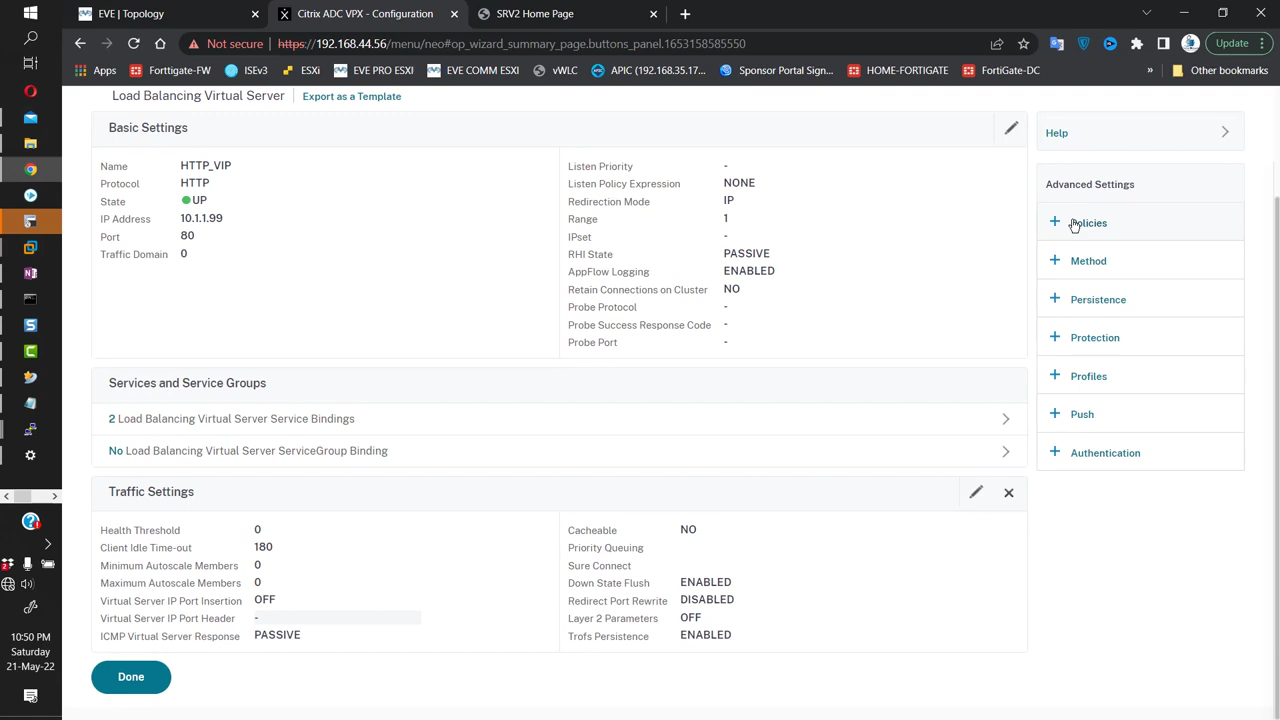 EVE | Topology
Citrix ADC VPX - Configuration
SRV2 Home Page
Not secure
https://192.168.44.56/menu/neo#op_wizard_summary_page.buttons_panel.1653158585550
Update
Apps
Forttigate-FW
ISEv3
ESXi
EVE PRO ESXI
EVE COMM ESXI
vWLC
APIC (192.168.35.17...
Sponsor Portal Sign...
HOME-FORTIGATE
FortiGate-DC
»
Other bookmarks
Load Balancing Virtual Server
Export as a Template
Basic Settings
Name HTTP_VIP
Protocol HTTP
State UP
IP Address 10.1.1.99
Port 80
Traffic Domain 0
Listen Priority -
Listen Policy Expression NONE
Redirection Mode IP
Range 1
IPset -
RHI State PASSIVE
AppFlow Logging ENABLED
Retain Connections on Cluster NO
Probe Protocol -
Probe Success Response Code -
Probe Port -
Services and Service Groups
2 Load Balancing Virtual Server Service Bindings
No Load Balancing Virtual Server ServiceGroup Binding
Traffic Settings
Health Threshold 0
Client Idle Time-out 180
Minimum Autoscale Members 0
Maximum Autoscale Members 0
Virtual Server IP Port Insertion OFF
Virtual Server IP Port Header -
ICMP Virtual Server Response PASSIVE
Cacheable NO
Priority Queuing
Sure Connect
Down State Flush ENABLED
Redirect Port Rewrite DISABLED
Layer 2 Parameters OFF
Trofs Persistence ENABLED
Done
Help
Advanced Settings
Policies
Method
Persistence
Protection
Profiles
Push
Authentication
10:50 PM
Saturday
21-May-22